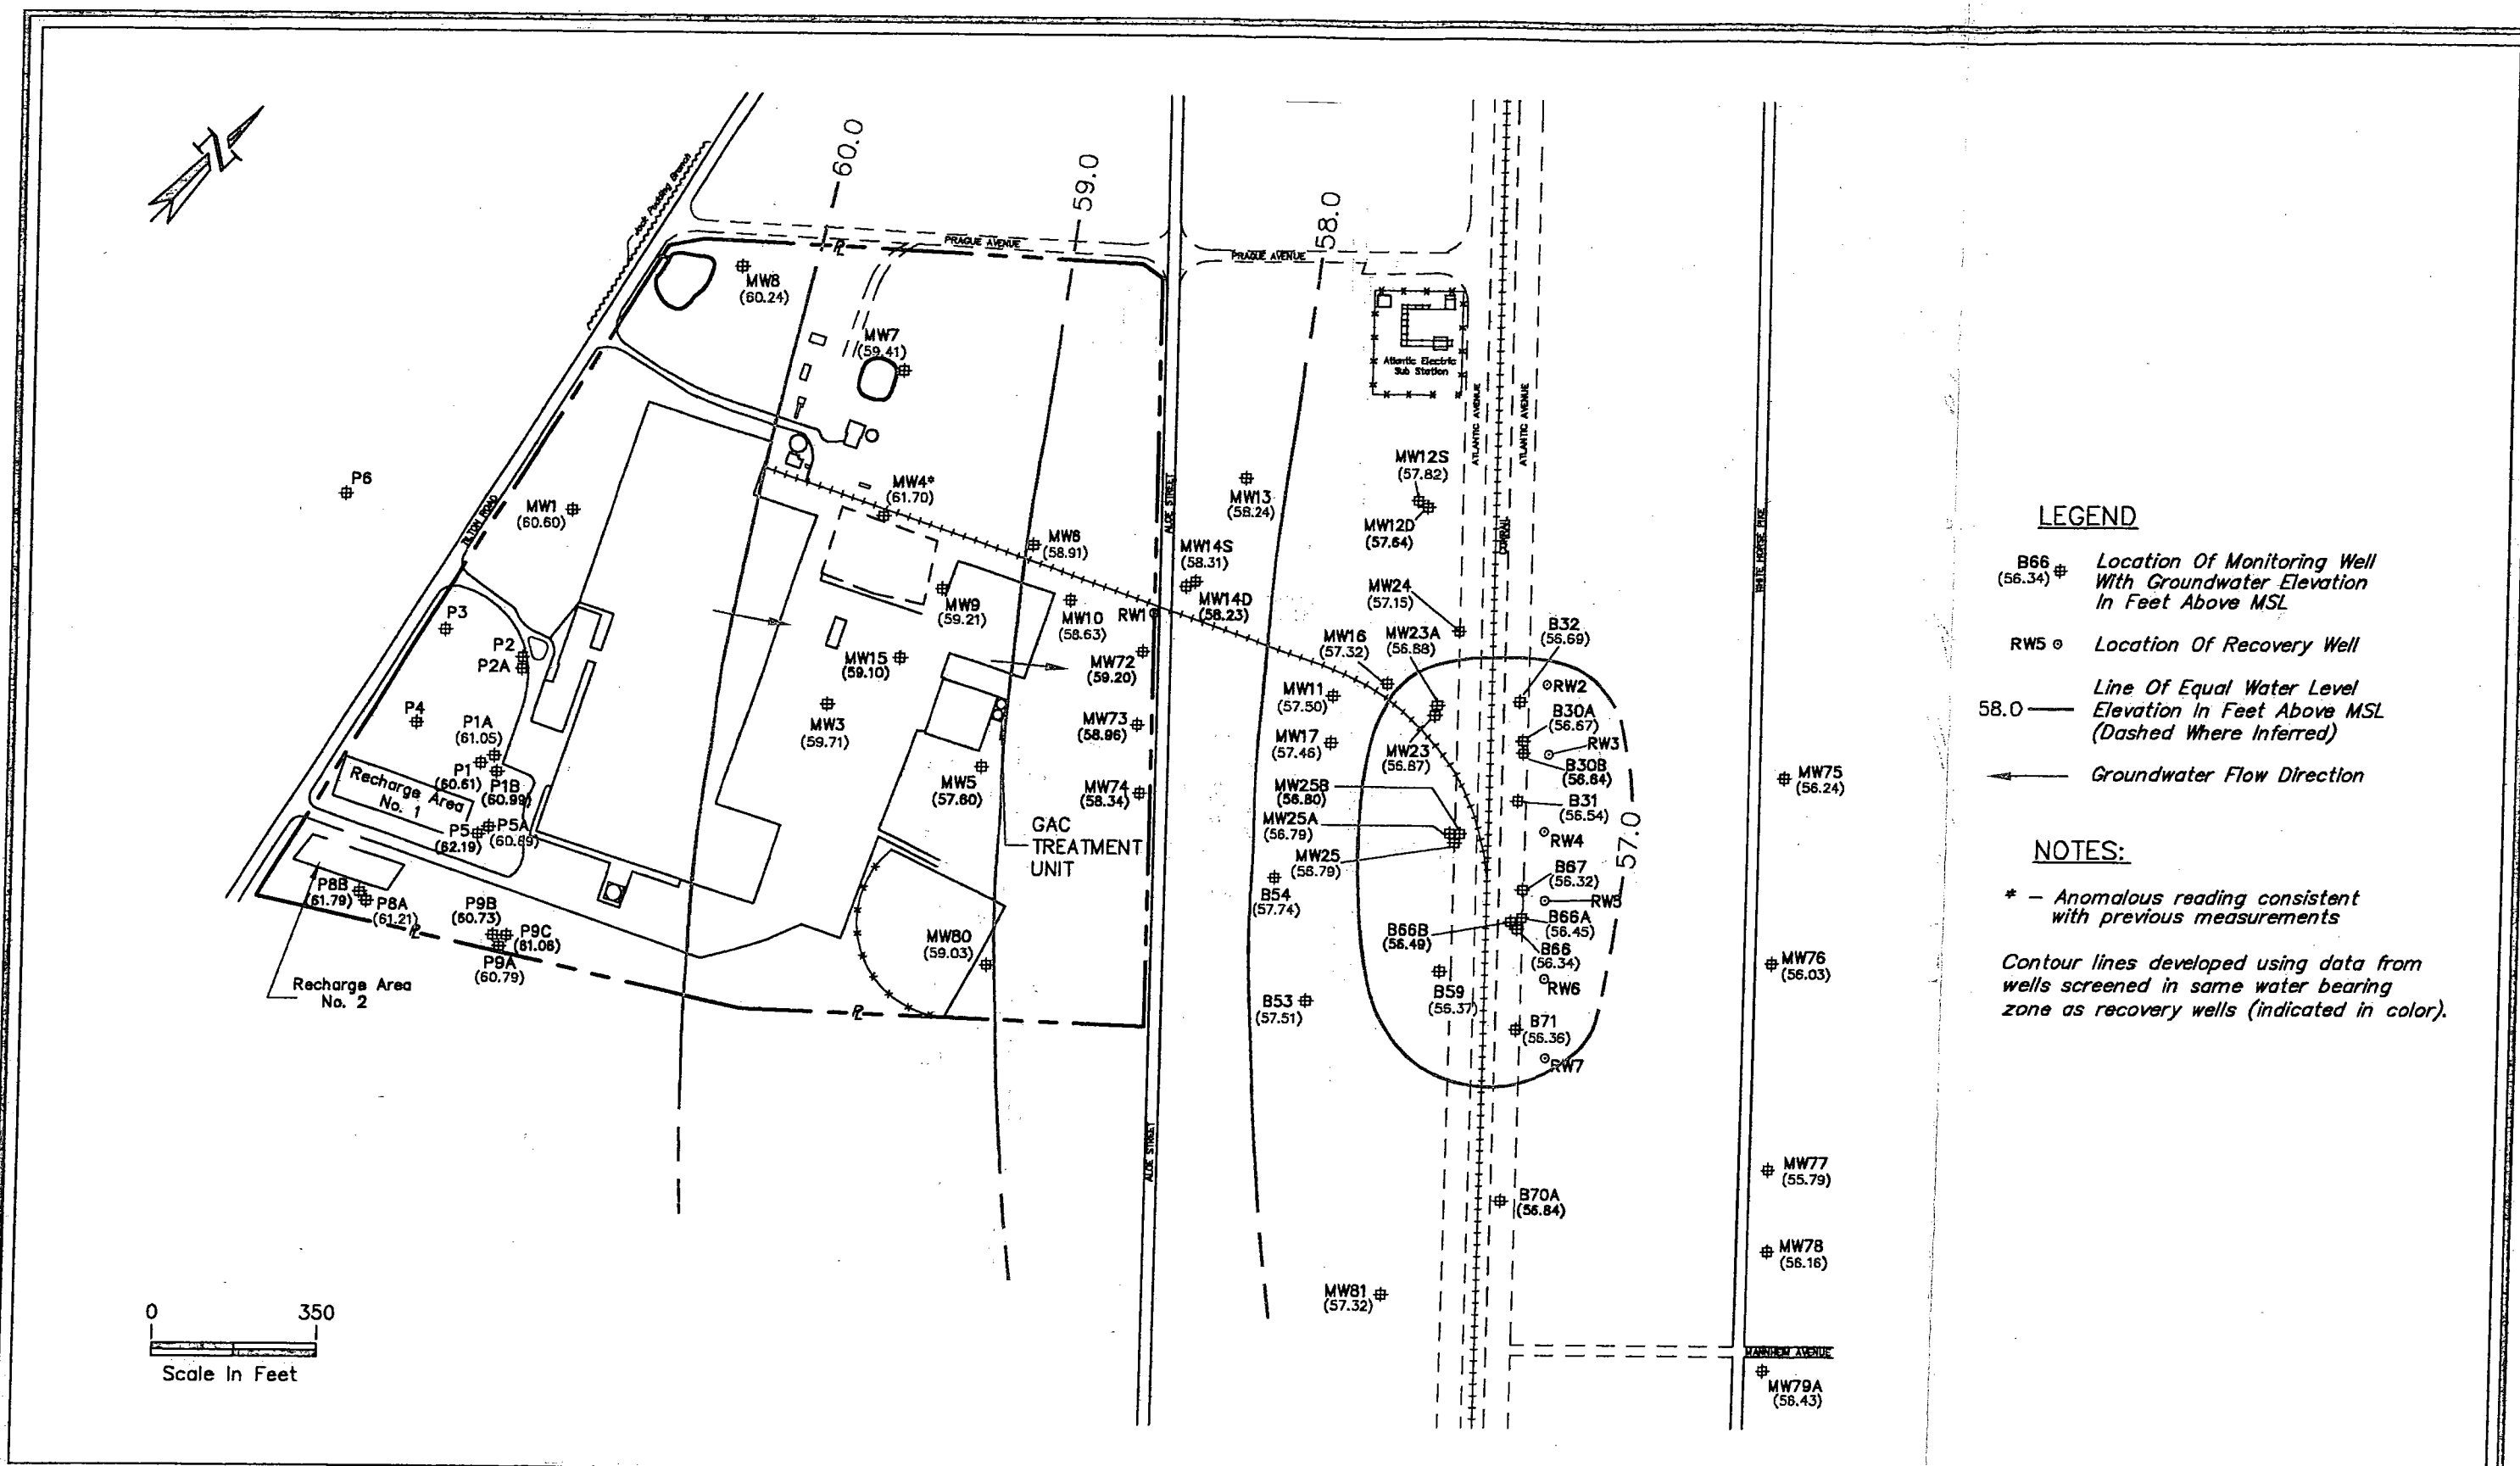 60.0
59.0
58.0
PRAGUE AVENUE
PRAGUE AVENUE
MW8
(60.24)
MW7
(59.41)
Atlantic Electric
Sub Station
ATLANTIC AVENUE
ATLANTIC AVENUE
CONRAIL
WHITE HORSE PIKE
ALOE STREET
TILTON ROAD
P6
MW1
(60.60)
MW4*
(61.70)
MW6
(58.91)
MW13
(58.24)
MW12S
(57.82)
MW12D
(57.64)
MW14S
(58.31)
MW14D
(58.23)
MW9
(59.21)
MW10
(58.63)
RW1
MW24
(57.15)
MW16
(57.32)
MW23A
(56.88)
B32
(56.69)
RW2
P3
P2
P2A
MW15
(59.10)
MW72
(59.20)
MW11
(57.50)
B30A
(56.67)
RW3
P4
P1A
(61.05)
P1
(60.61)
P1B
(60.99)
MW3
(59.71)
MW73
(58.96)
MW17
(57.46)
MW23
(56.87)
B30B
(56.64)
MW5
(57.60)
MW74
(58.34)
MW25B
(56.80)
MW25A
(56.79)
MW25
(56.79)
B31
(56.54)
RW4
57.0
MW75
(56.24)
Recharge Area
No. 1
P5
(62.19)
P5A
(60.89)
GAC
TREATMENT
UNIT
B54
(57.74)
B67
(56.32)
RW5
P8B
(61.79)
P8A
(61.21)
P9B
(60.73)
P9C
(61.06)
P9A
(60.79)
MW80
(59.03)
B66A
(56.45)
B66B
(56.49)
B66
(56.34)
MW76
(56.03)
Recharge Area
No. 2
B53
(57.51)
B59
(56.37)
RW6
B71
(56.36)
RW7
ALOE STREET
MW77
(55.79)
B70A
(56.84)
MW78
(56.16)
MW81
(57.32)
MANNHEIM AVENUE
MW79A
(56.43)
0 350
Scale In Feet
LEGEND
B66
(56.34)
Location Of Monitoring Well
With Groundwater Elevation
In Feet Above MSL
RW5 Location Of Recovery Well
58.0
Line Of Equal Water Level
Elevation In Feet Above MSL
(Dashed Where Inferred)
Groundwater Flow Direction
NOTES:
* – Anomalous reading consistent
with previous measurements
Contour lines developed using data from
wells screened in same water bearing
zone as recovery wells (indicated in color).